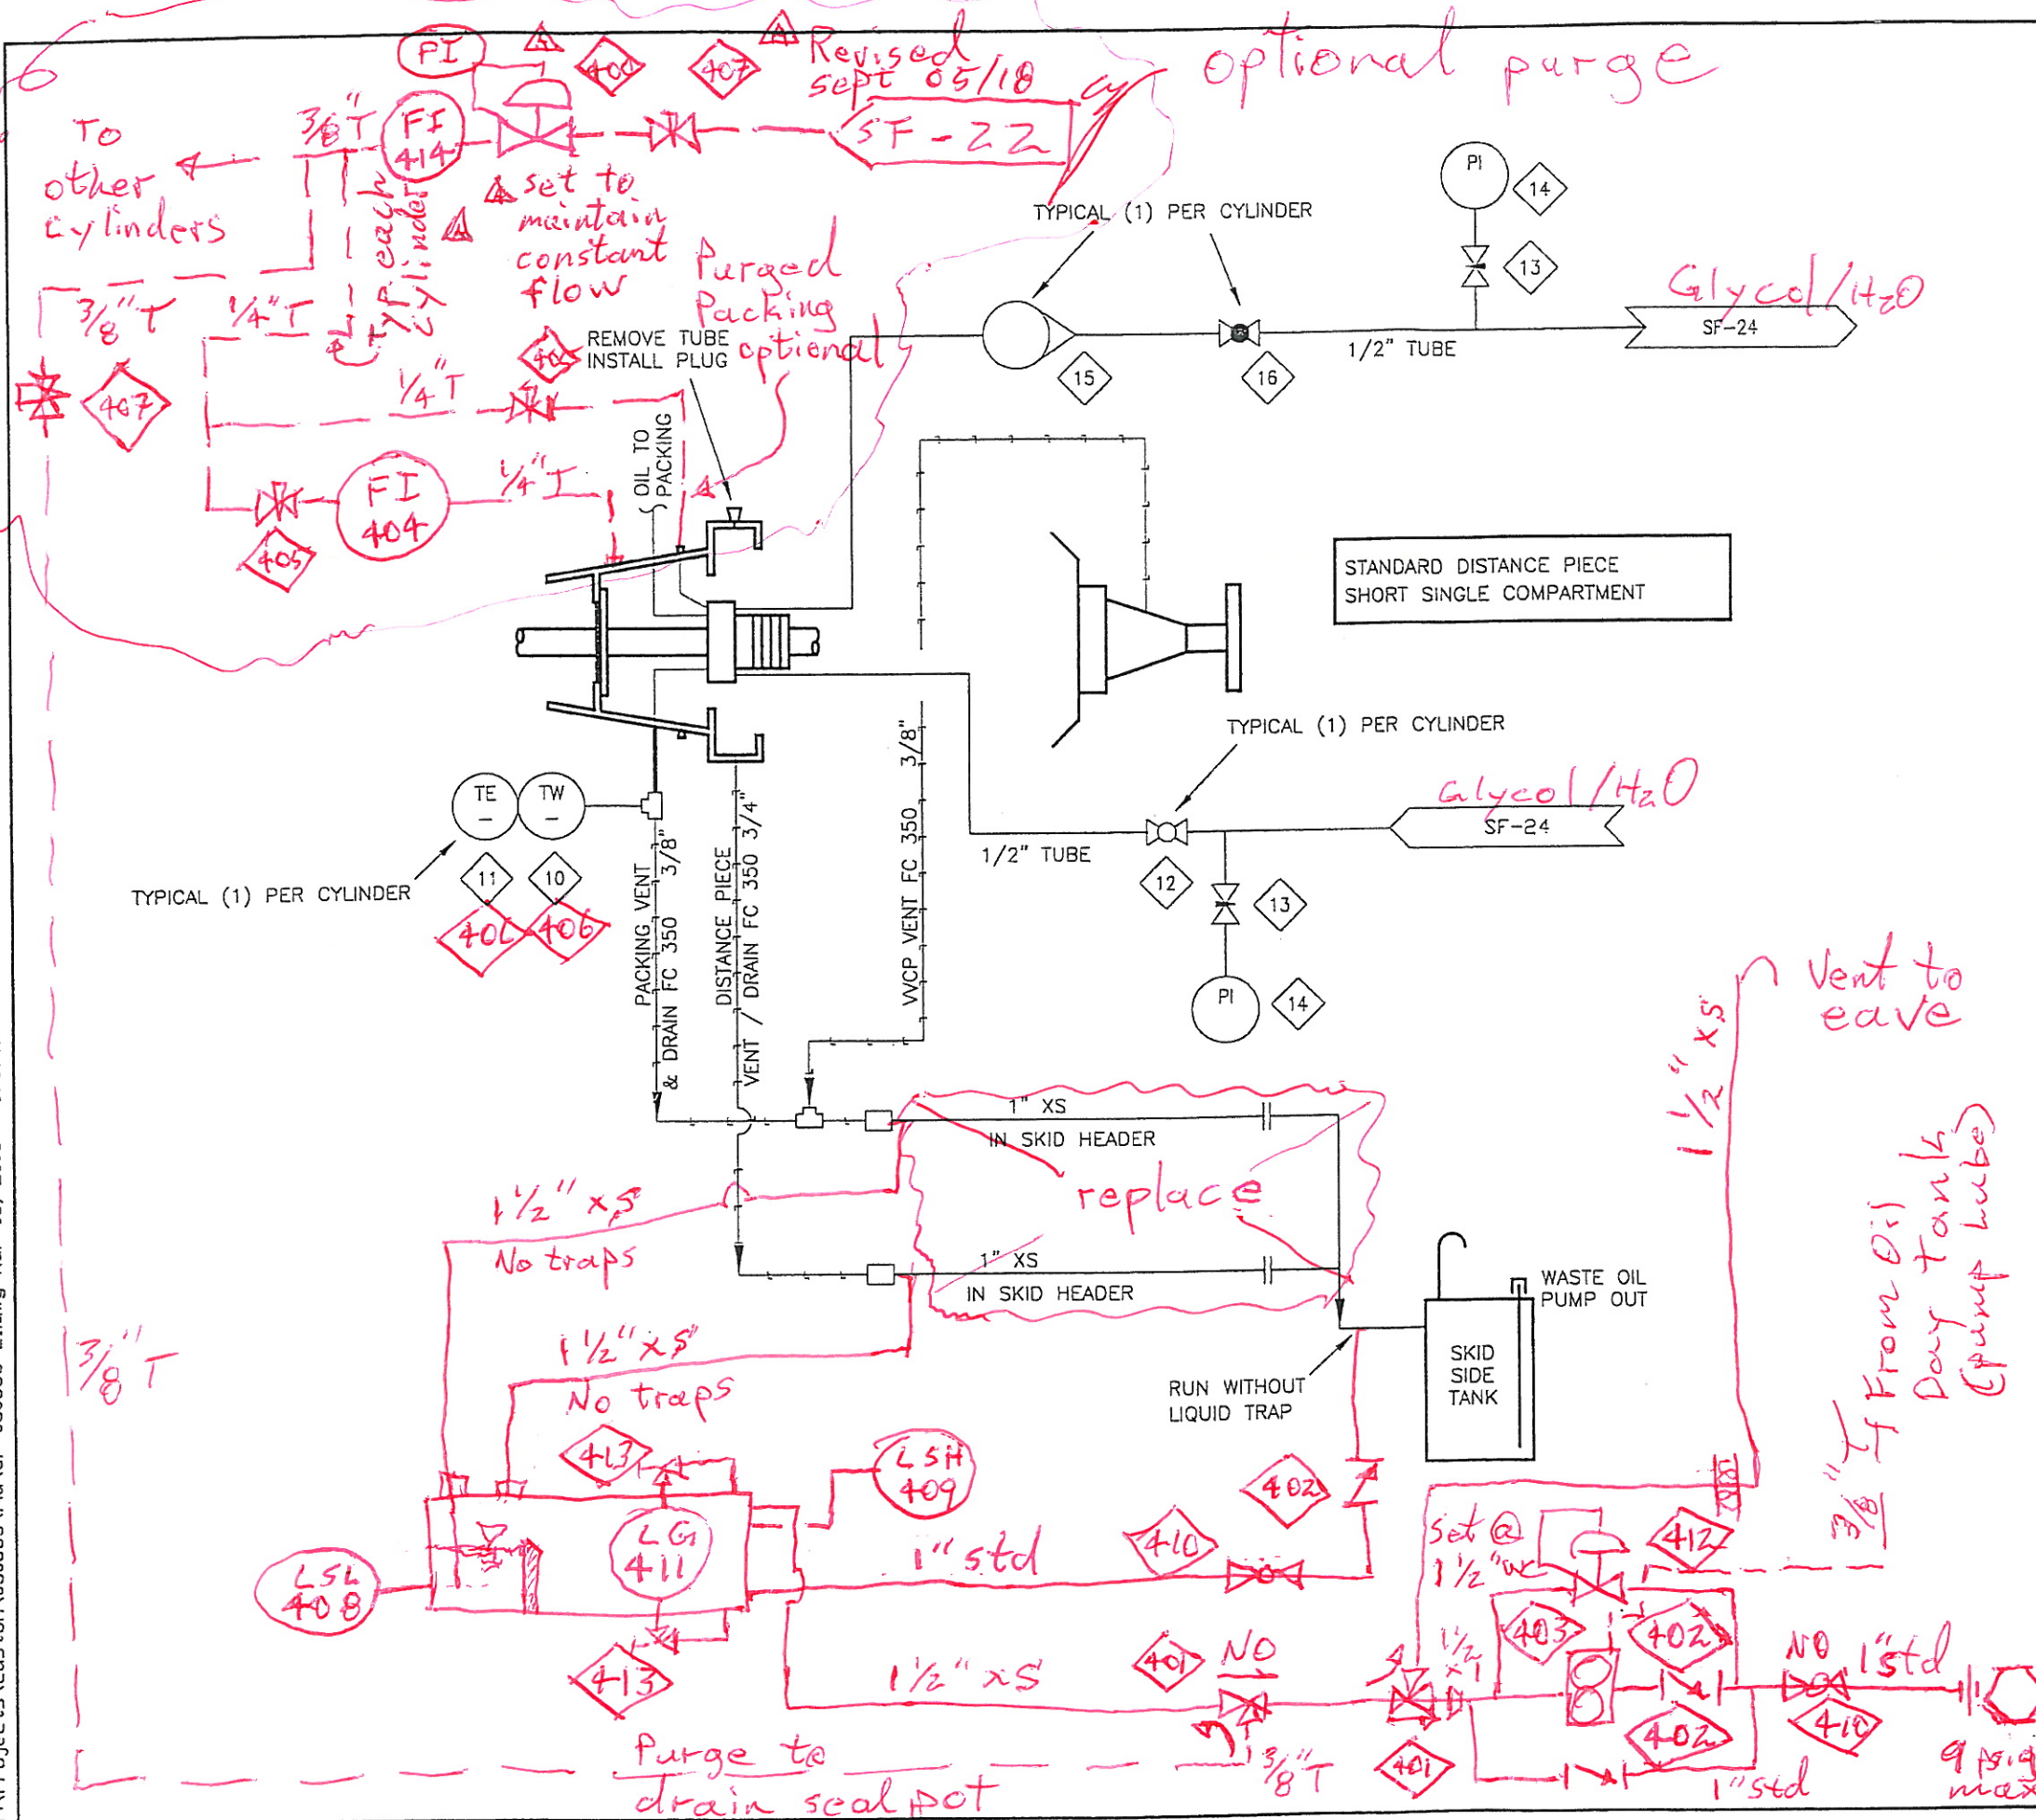 optional purge
PI
400
407
Revised
sept 05/18
SF-22
To
other
cylinders
3/8" T
FI
414
Typ. each
cylinder
set to
maintain
constant
flow
Purged
Packing
optional
3/8" T
1/4" T
407
1/4" T
405
FI
404
1/4" T
REMOVE TUBE
INSTALL PLUG
OIL TO
PACKING
TYPICAL (1) PER CYLINDER
PI
14
13
Glycol/H2O
SF-24
1/2" TUBE
15
16
STANDARD DISTANCE PIECE
SHORT SINGLE COMPARTMENT
TYPICAL (1) PER CYLINDER
Glycol/H2O
SF-24
1/2" TUBE
12
13
PI
14
TE
TW
11
10
406
TYPICAL (1) PER CYLINDER
PACKING VENT
& DRAIN FC 350 3/8"
DISTANCE PIECE
VENT / DRAIN FC 350 3/4"
WCP VENT FC 350 3/8"
1" XS
IN SKID HEADER
replace
1" XS
IN SKID HEADER
1 1/2" XS
No traps
1 1/2" XS
No traps
3/8" T
RUN WITHOUT
LIQUID TRAP
SKID
SIDE
TANK
WASTE OIL
PUMP OUT
Vent to
eave
1 1/2" XS
From Oil
Day Tank
(pump Lube)
3/8" T
413
LSH
409
LG
411
LSL
408
413
1" std
410
402
set @
1 1/2" WC
412
403
402
1 1/2" XS
401
NO
1/2
x 1
NO
1" std
410
402
401
1" std
9 psig
max
3/8" T
Purge to
drain seal pot